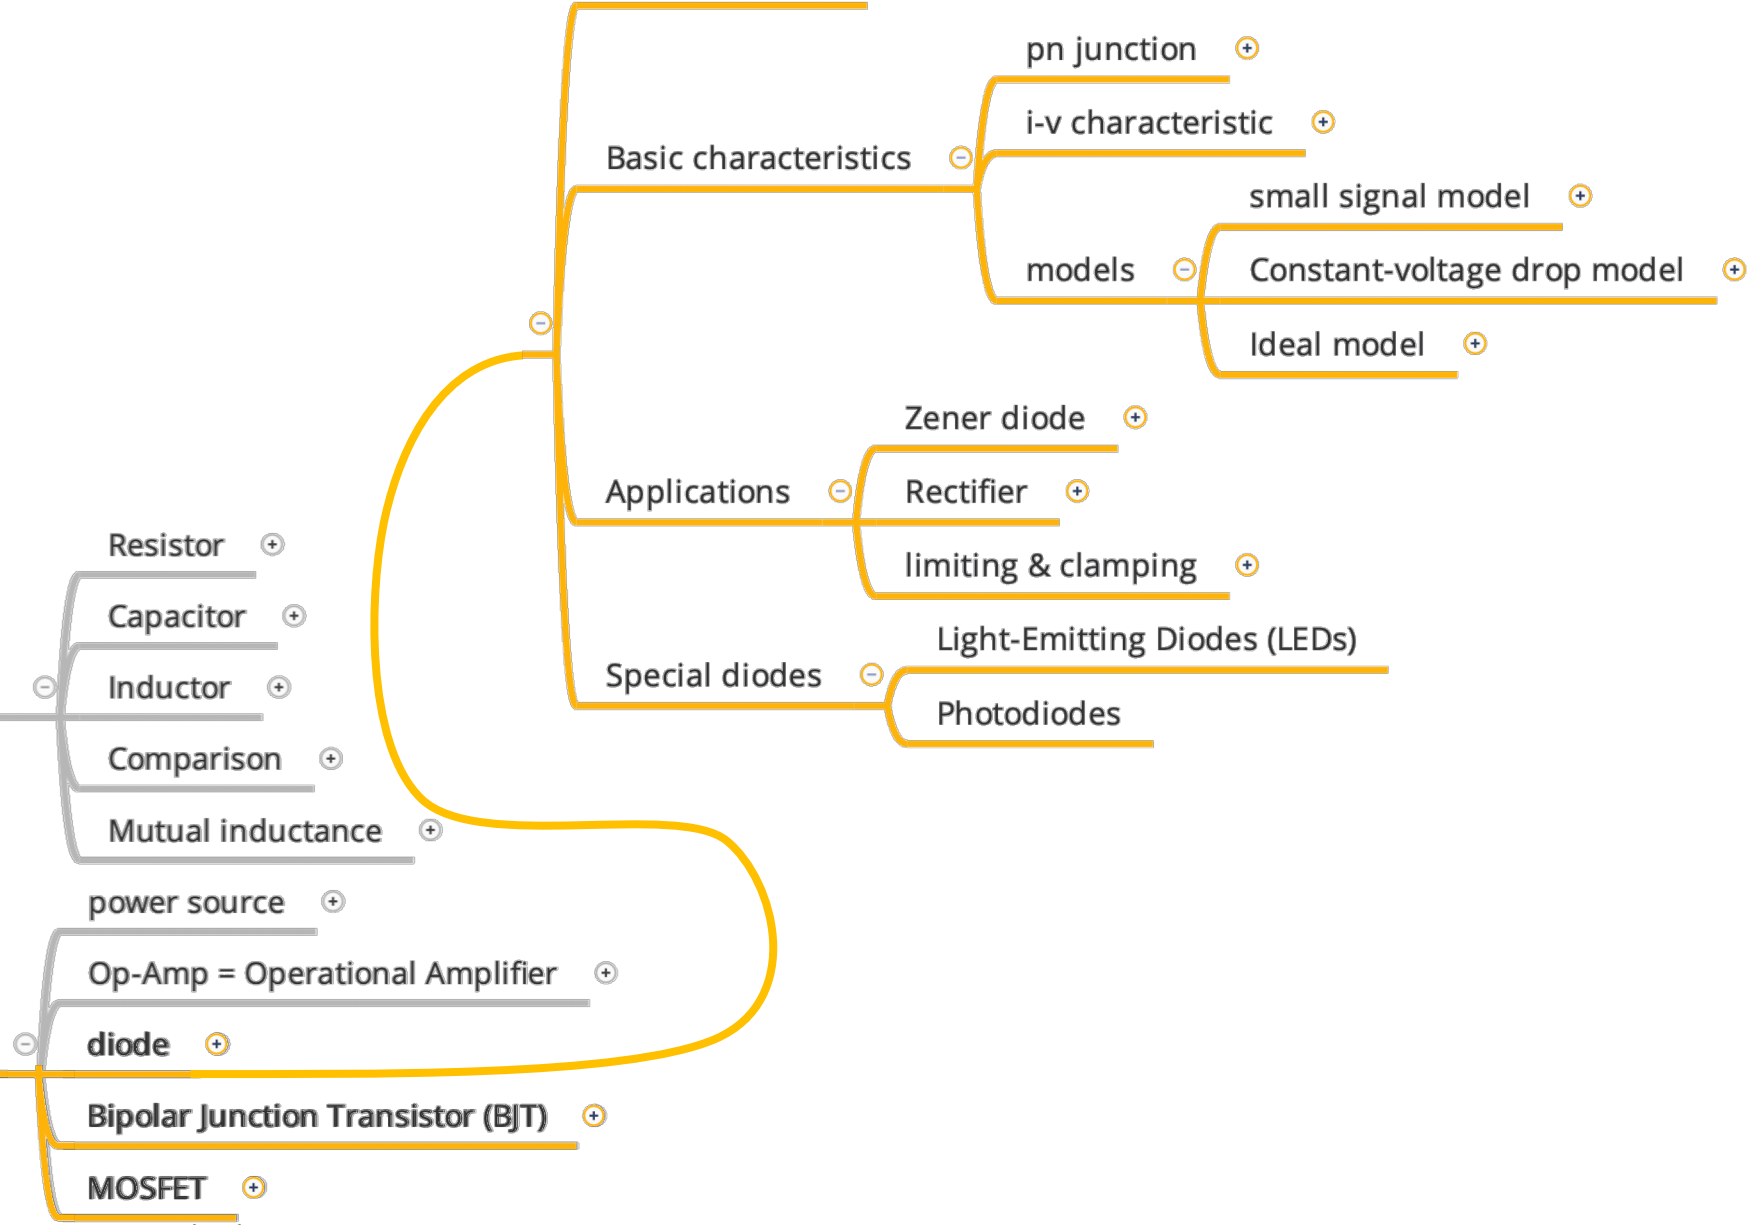 pn junction
i-v characteristic
Basic characteristics
small signal model
models
Constant-voltage drop model
Ideal model
Zener diode
Applications
Rectifier
limiting & clamping
Light-Emitting Diodes (LEDs)
Special diodes
Photodiodes
Resistor
Capacitor
Inductor
Comparison
Mutual inductance
power source
Op-Amp = Operational Amplifier
diode
Bipolar Junction Transistor (BJT)
MOSFET